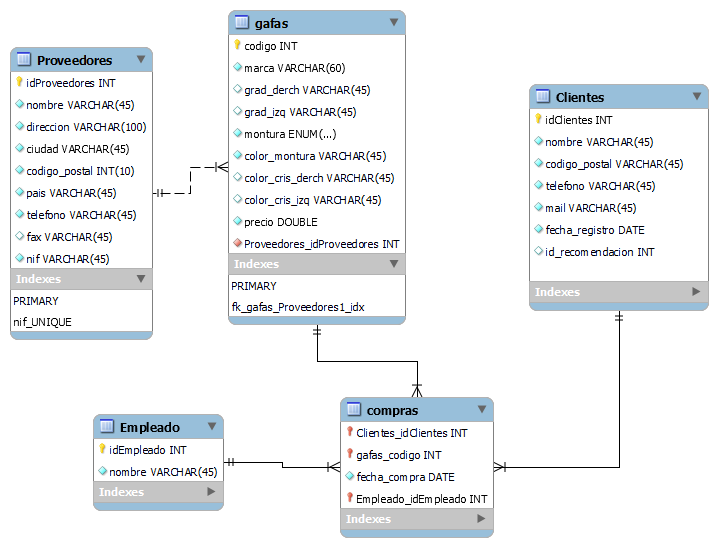 Proveedores
idProveedores INT
nombre VARCHAR(45)
direccion VARCHAR(100)
ciudad VARCHAR(45)
codigo_postal INT(10)
pais VARCHAR(45)
telefono VARCHAR(45)
fax VARCHAR(45)
nif VARCHAR(45)
Indexes
PRIMARY
nif_UNIQUE
gafas
codigo INT
marca VARCHAR(60)
grad_derch VARCHAR(45)
grad_izq VARCHAR(45)
montura ENUM(...)
color_montura VARCHAR(45)
color_cris_derch VARCHAR(45)
color_cris_izq VARCHAR(45)
precio DOUBLE
Proveedores_idProveedores INT
Indexes
PRIMARY
fk_gafas_Proveedores1_idx
Clientes
idClientes INT
nombre VARCHAR(45)
codigo_postal VARCHAR(45)
telefono VARCHAR(45)
mail VARCHAR(45)
fecha_registro DATE
id_recomendacion INT
Indexes
Empleado
idEmpleado INT
nombre VARCHAR(45)
Indexes
compras
Clientes_idClientes INT
gafas_codigo INT
fecha_compra DATE
Empleado_idEmpleado INT
Indexes